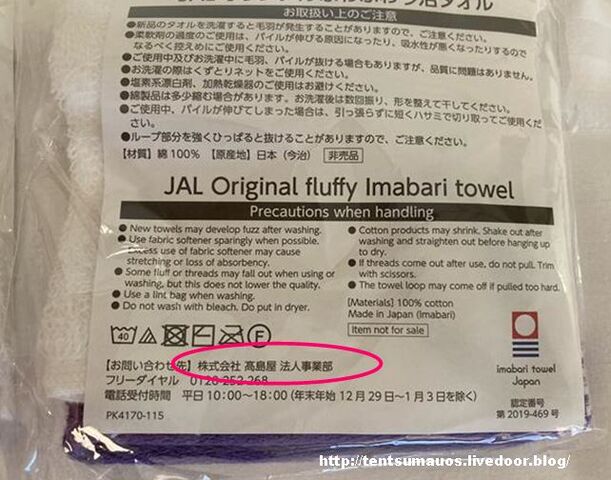 お取扱い上のご注意
●新品のタオルを洗濯すると毛羽が発生することがありますので、ご注意ください。
●柔軟剤の過度のご使用は、パイルが伸びる原因になったり、吸水性が悪くなったりするので
なるべく控えめにご使用ください。
●ご使用中及びお洗濯中に毛羽、パイルが抜ける場合もありますが、品質に問題はありません。
●お洗濯の際はくずとりネットをご使用ください。
●塩素系漂白剤、加熱乾燥器のご使用はお避けください。
●綿製品は多少縮む場合があります。お洗濯後は数回振り、形を整えて干してください。
●ご使用中、パイルが伸びてしまった場合は、引っ張らずに短くハサミで切り取ってご使用くだ
さい。
●ループ部分を強くひっぱると抜けることがありますので、ご注意ください。
【材質】綿100% 【原産地】日本（今治） 非売品
JAL Original fluffy Imabari towel
Precautions when handling
● New towels may develop fuzz after washing.
● Use fabric softener sparingly when possible.
Excess use of fabric softener may cause
stretching or loss of absorbency.
● Some fluff or threads may fall out when using or
washing, but this does not lower the quality.
● Use a lint bag when washing.
● Do not wash with bleach. Do not put in dryer.
● Cotton products may shrink. Shake out after
washing and straighten out before hanging up
to dry.
● If threads come out after use, do not pull. Trim
with scissors.
● The towel loop may come off if pulled too hard.
[Materials] 100% cotton
Made in Japan (Imabari)
Item not for sale
40
F
imabari towel
Japan
【お問い合わせ先】株式会社 髙島屋 法人事業部
フリーダイヤル 0120-252-268
電話受付時間 平日 10:00～18:00 (年末年始 12月29日～1月3日を除く)
PK4170-115
認定番号
第 2019-469 号
http://tentsumauos.livedoor.blog/